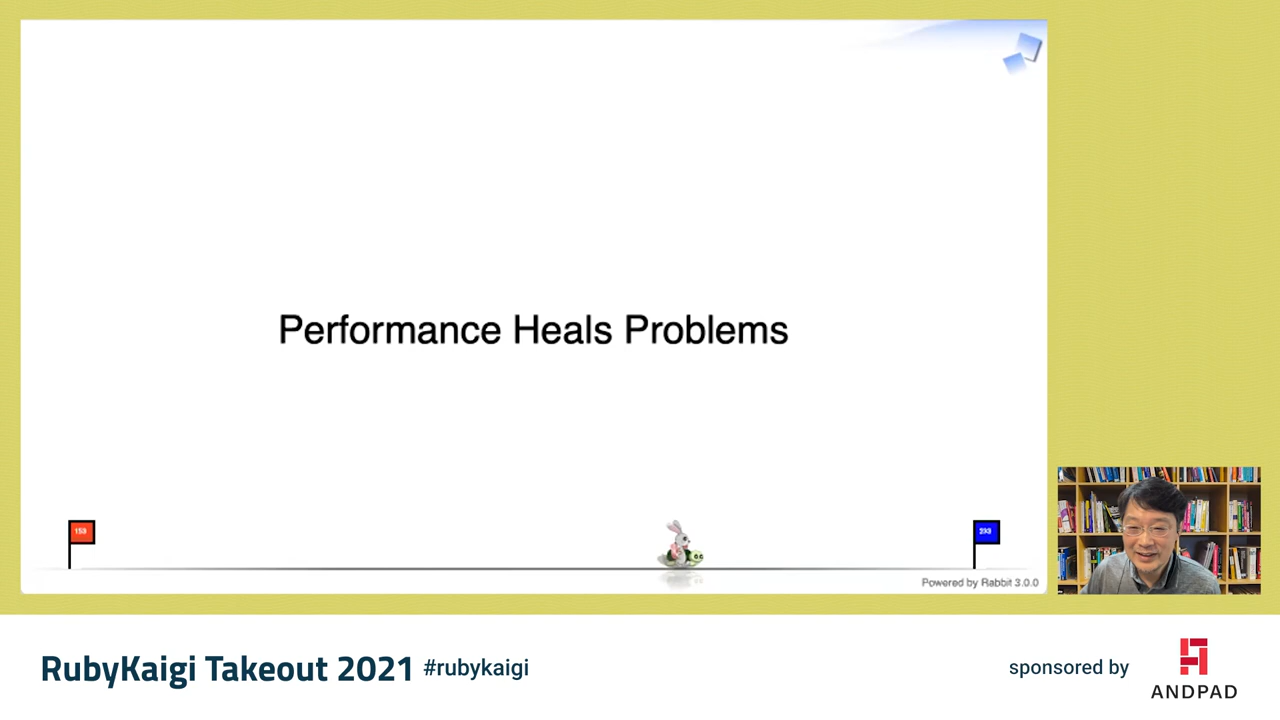 Performance Heals Problems
Powered by Rabbit 3.0.0
RubyKaigi Takeout 2021 #rubykaigi
sponsored by
ANDPAD